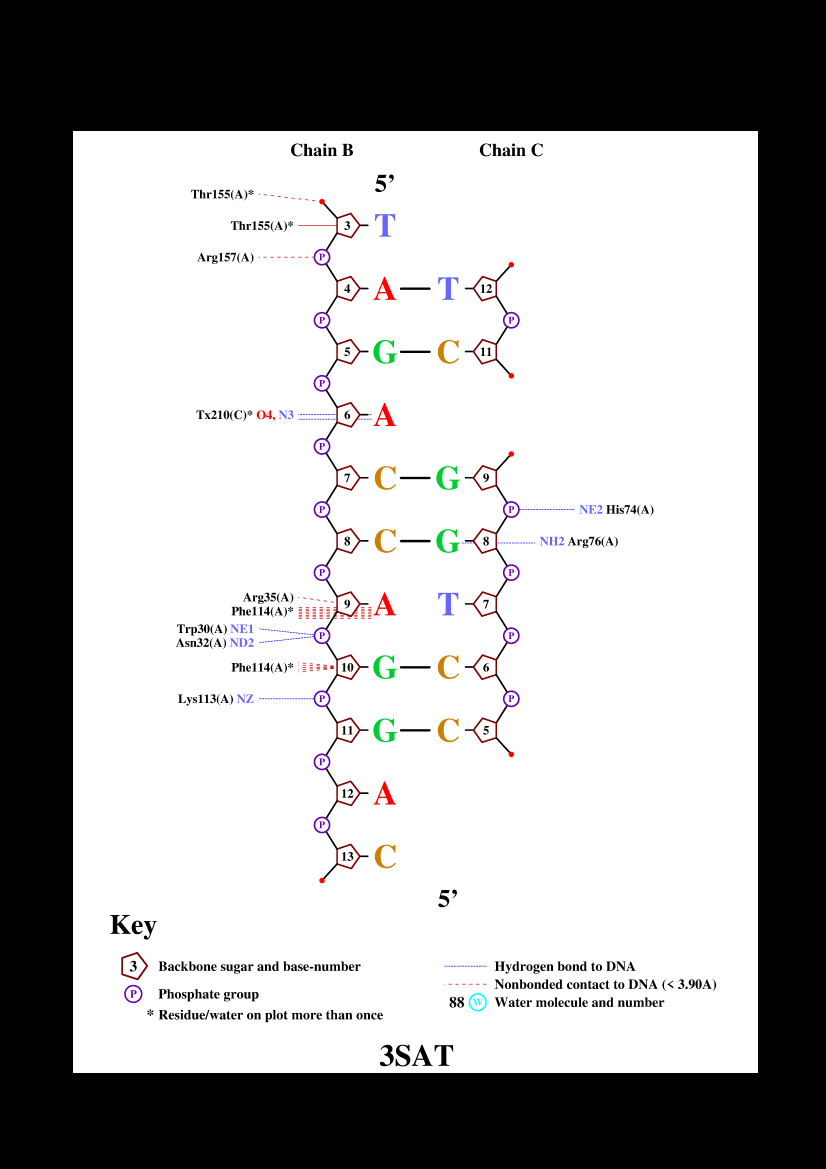 Chain B Chain C
5’
Thr155(A)*
Thr155(A)* 3 T
Arg157(A) P
4 A T 12
P P
5 G C 11
P
Tx210(C)* O4, N3 6 A
P
7 C G 9
P P NE2 His74(A)
8 C G 8 NH2 Arg76(A)
P P
Arg35(A)
9 A T 7
Phe114(A)*
Trp30(A) NE1
P P
Asn32(A) ND2
Phe114(A)* 10 G C 6
Lys113(A) NZ P P
11 G C 5
P
12 A
P
13 C
5’
Key
3 Backbone sugar and base-number
P Phosphate group
* Residue/water on plot more than once
Hydrogen bond to DNA
Nonbonded contact to DNA (< 3.90A)
88 W Water molecule and number
3SAT